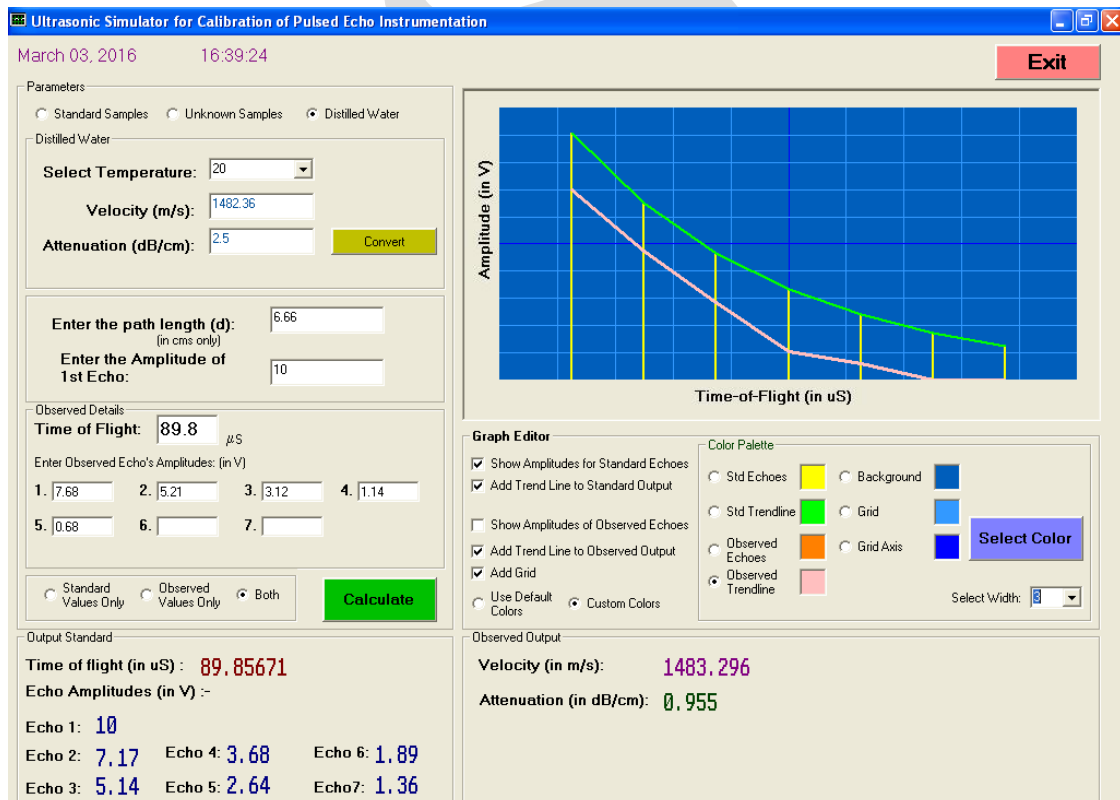 Ultrasonic Simulator for Calibration of Pulsed Echo Instrumentation
March 03, 2016 16:39:24
Exit
Parameters
Standard Samples Unknown Samples Distilled Water
Distilled Water
Select Temperature: 20
Velocity (m/s): 1482.36
Attenuation (dB/cm): 2.5 Convert
Enter the path length (d): 6.66
(in cms only)
Enter the Amplitude of
1st Echo: 10
Observed Details
Time of Flight: 89.8 µS
Enter Observed Echo's Amplitudes: (in V)
1. 7.68 2. 5.21 3. 3.12 4. 1.14
5. 0.68 6. 7.
Standard Values Only Observed Values Only Both Calculate
Output Standard
Time of flight (in uS) : 89.85671
Echo Amplitudes (in V) :-
Echo 1: 10
Echo 2: 7.17 Echo 4: 3.68 Echo 6: 1.89
Echo 3: 5.14 Echo 5: 2.64 Echo7: 1.36
Amplitude (in V)
Time-of-Flight (in uS)
Graph Editor
Show Amplitudes for Standard Echoes
Add Trend Line to Standard Output
Show Amplitudes of Observed Echoes
Add Trend Line to Observed Output
Add Grid
Use Default Colors Custom Colors
Color Palette
Std Echoes Background
Std Trendline Grid
Observed Echoes Grid Axis
Observed Trendline
Select Color
Select Width: 3
Observed Output
Velocity (in m/s): 1483.296
Attenuation (in dB/cm): 0.955